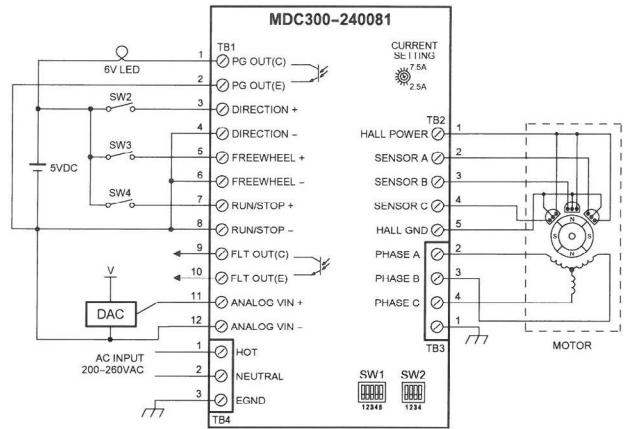 MDC300-240081
TB1
CURRENT
SETTING
7.5A
2.5A
6V LED
1 PG OUT(C)
2 PG OUT(E)
SW2
3 DIRECTION +
4 DIRECTION -
SW3
5 FREEWHEEL +
5VDC
6 FREEWHEEL -
SW4
7 RUN/STOP +
8 RUN/STOP -
9 FLT OUT(C)
10 FLT OUT(E)
V
DAC
11 ANALOG VIN +
12 ANALOG VIN -
AC INPUT
200-260VAC
1 HOT
2 NEUTRAL
3 EGND
TB4
TB2
HALL POWER 1
SENSOR A 2
SENSOR B 3
SENSOR C 4
HALL GND 5
PHASE A 2
PHASE B 3
PHASE C 4
1
TB3
N
S S
N
MOTOR
SW1 SW2
12345 1234